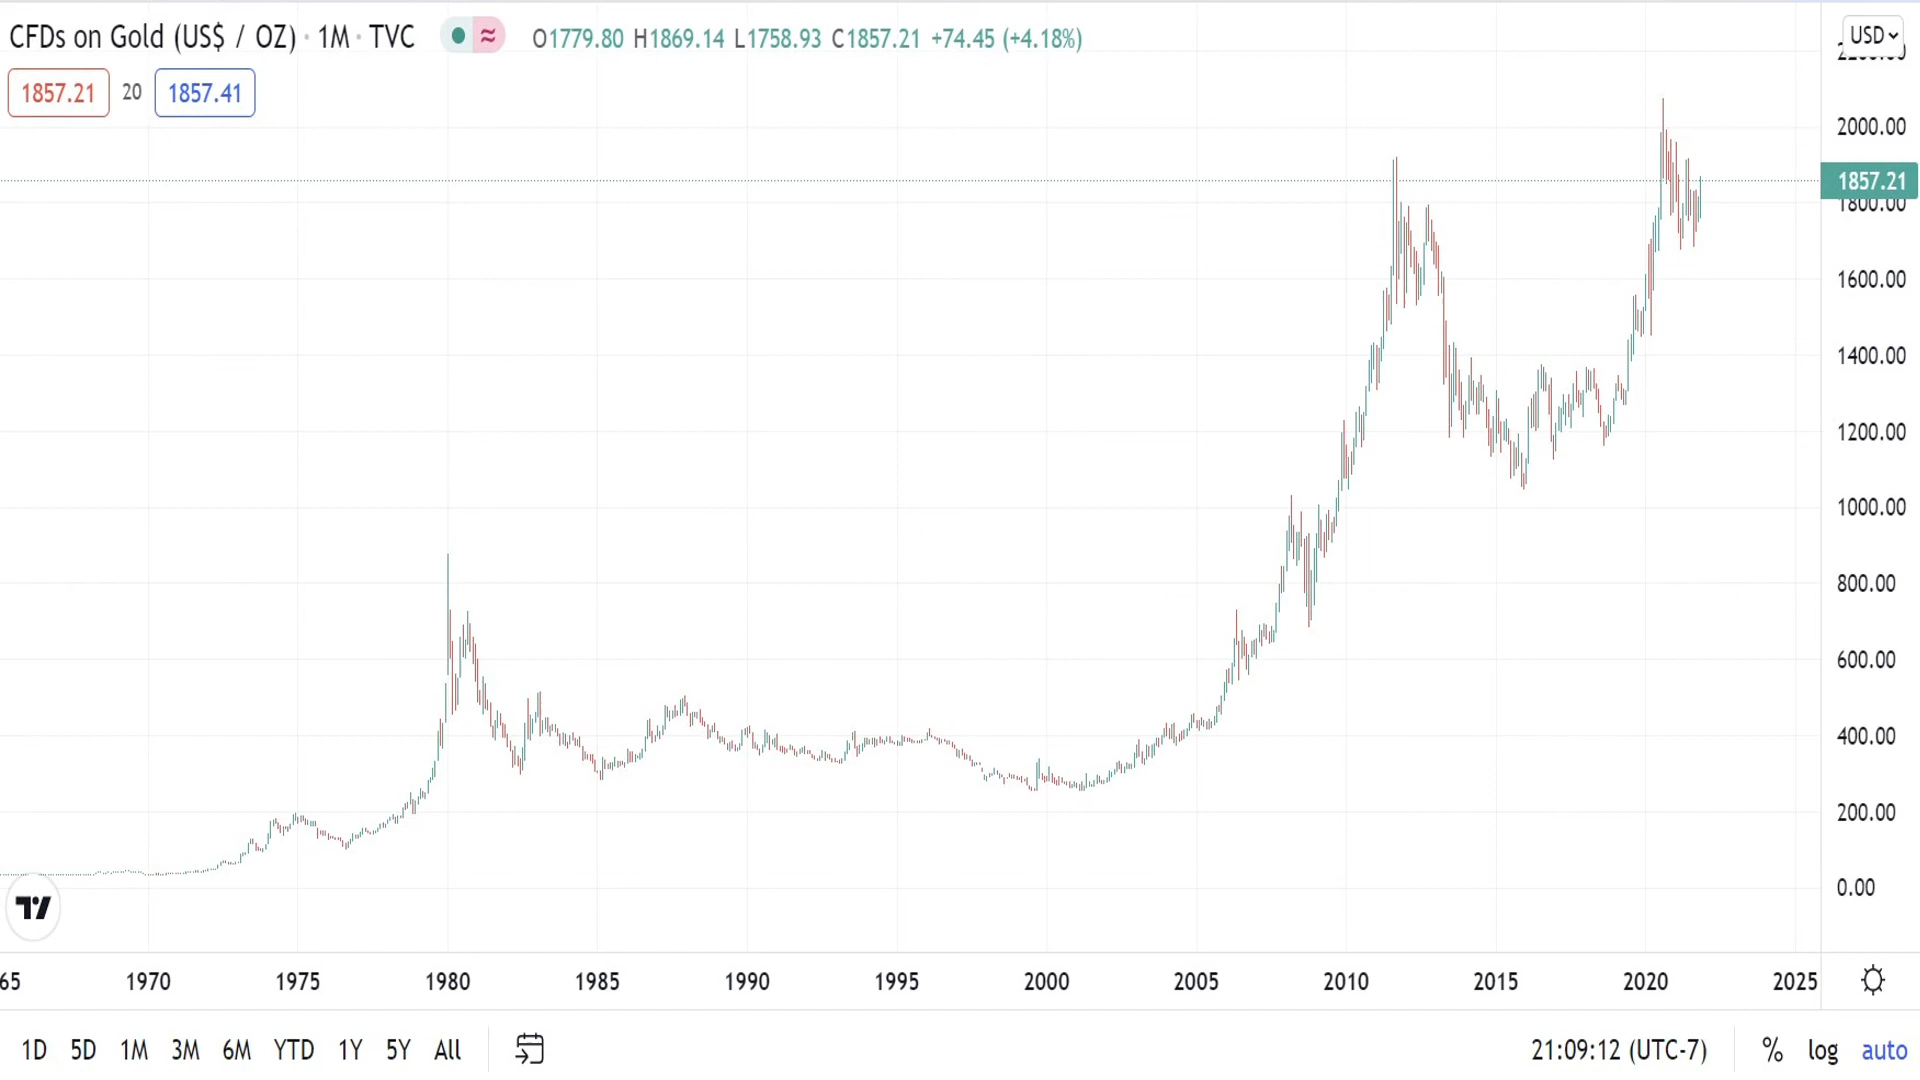 CFDs on Gold (US$ / OZ) · 1M · TVC O1779.80 H1869.14 L1758.93 C1857.21 +74.45 (+4.18%)
USD
1857.21 20 1857.41
2000.00
1857.21
1800.00
1600.00
1400.00
1200.00
1000.00
800.00
600.00
400.00
200.00
0.00
65 1970 1975 1980 1985 1990 1995 2000 2005 2010 2015 2020 2025
1D 5D 1M 3M 6M YTD 1Y 5Y All 21:09:12 (UTC-7) % log auto